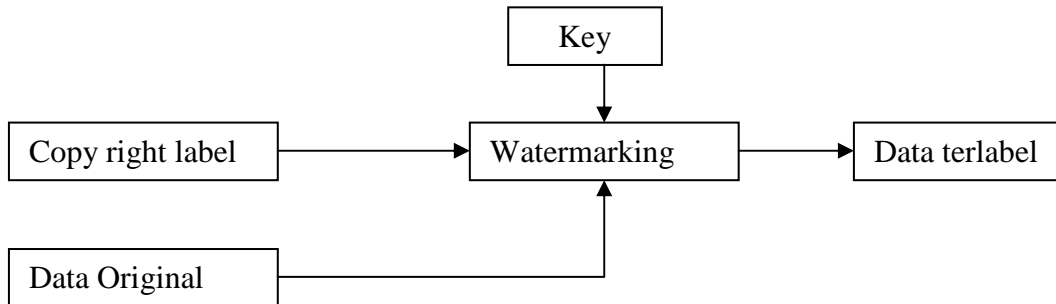 Key
Copy right label
Watermarking
Data terlabel
Data Original